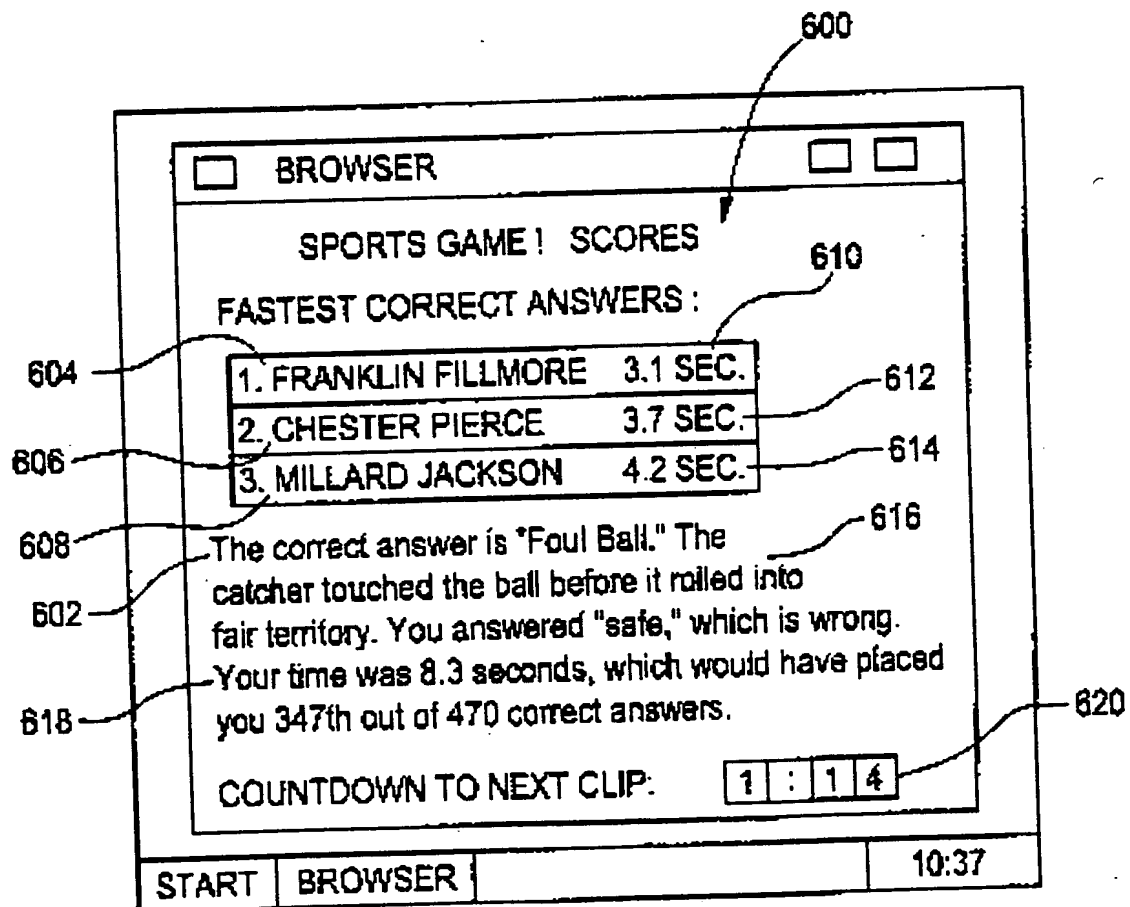 600
BROWSER
SPORTS GAME! SCORES
610
FASTEST CORRECT ANSWERS:
604
1. FRANKLIN FILLMORE 3.1 SEC.
612
2. CHESTER PIERCE 3.7 SEC.
606
3. MILLARD JACKSON 4.2 SEC.
614
608
616
The correct answer is "Foul Ball." The
catcher touched the ball before it rolled into
602
fair territory. You answered "safe," which is wrong.
Your time was 8.3 seconds, which would have placed
618
you 347th out of 470 correct answers.
620
COUNTDOWN TO NEXT CLIP: 1:14
START BROWSER 10:37